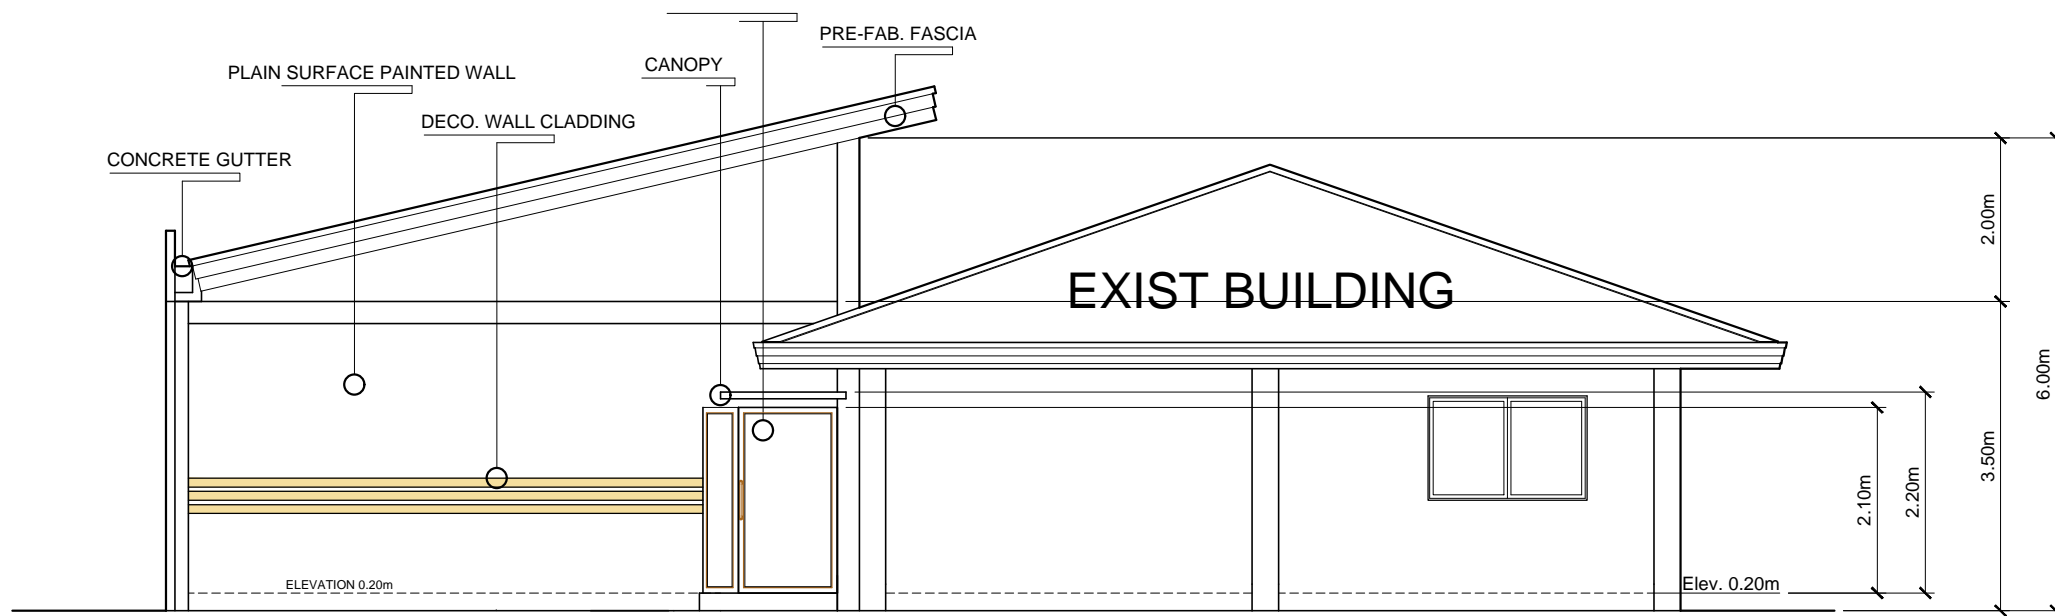 PRE-FAB. FASCIA
CANOPY
PLAIN SURFACE PAINTED WALL
DECO. WALL CLADDING
CONCRETE GUTTER
2.00m
EXIST BUILDING
6.00m
3.50m
2.20m
2.10m
ELEVATION 0.20m
Elev. 0.20m